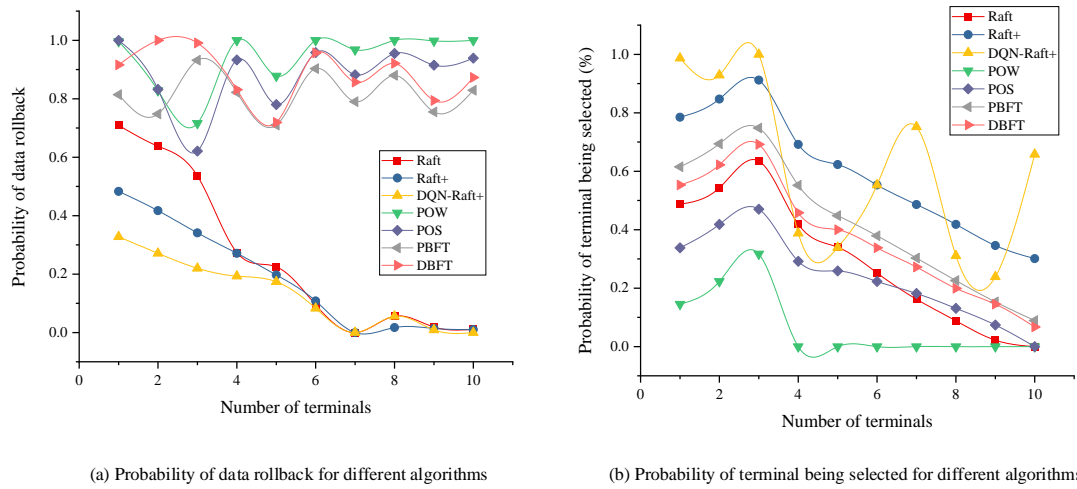 Probability of data rollback
1.0
0.8
0.6
0.4
0.2
0.0
0
2
4
6
8
10
Number of terminals
Raft
Raft+
DQN-Raft+
POW
POS
PBFT
DBFT
(a) Probability of data rollback for different algorithms
Probability of terminal being selected (%)
1.0
0.8
0.6
0.4
0.2
0.0
0
2
4
6
8
10
Number of terminals
Raft
Raft+
DQN-Raft+
POW
POS
PBFT
DBFT
(b) Probability of terminal being selected for different algorithms